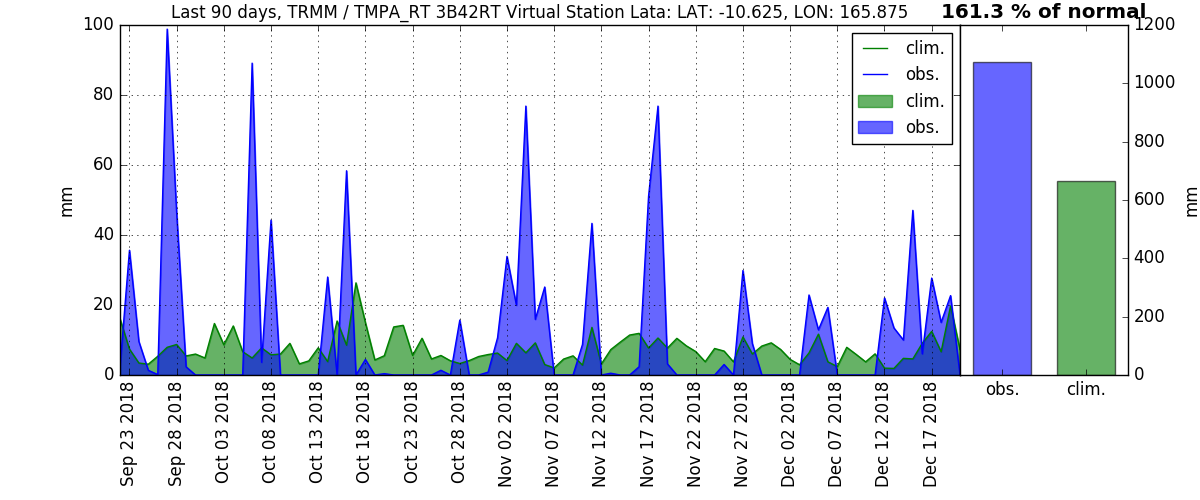 Last 90 days, TRMM / TMPA_RT 3B42RT Virtual Station Lata: LAT: -10.625, LON: 165.875
161.3 % of normal
100
80
60
40
20
0
mm
clim.
obs.
clim.
obs.
1200
1000
800
600
400
200
0
mm
Sep 23 2018
Sep 28 2018
Oct 03 2018
Oct 08 2018
Oct 13 2018
Oct 18 2018
Oct 23 2018
Oct 28 2018
Nov 02 2018
Nov 07 2018
Nov 12 2018
Nov 17 2018
Nov 22 2018
Nov 27 2018
Dec 02 2018
Dec 07 2018
Dec 12 2018
Dec 17 2018
obs.
clim.